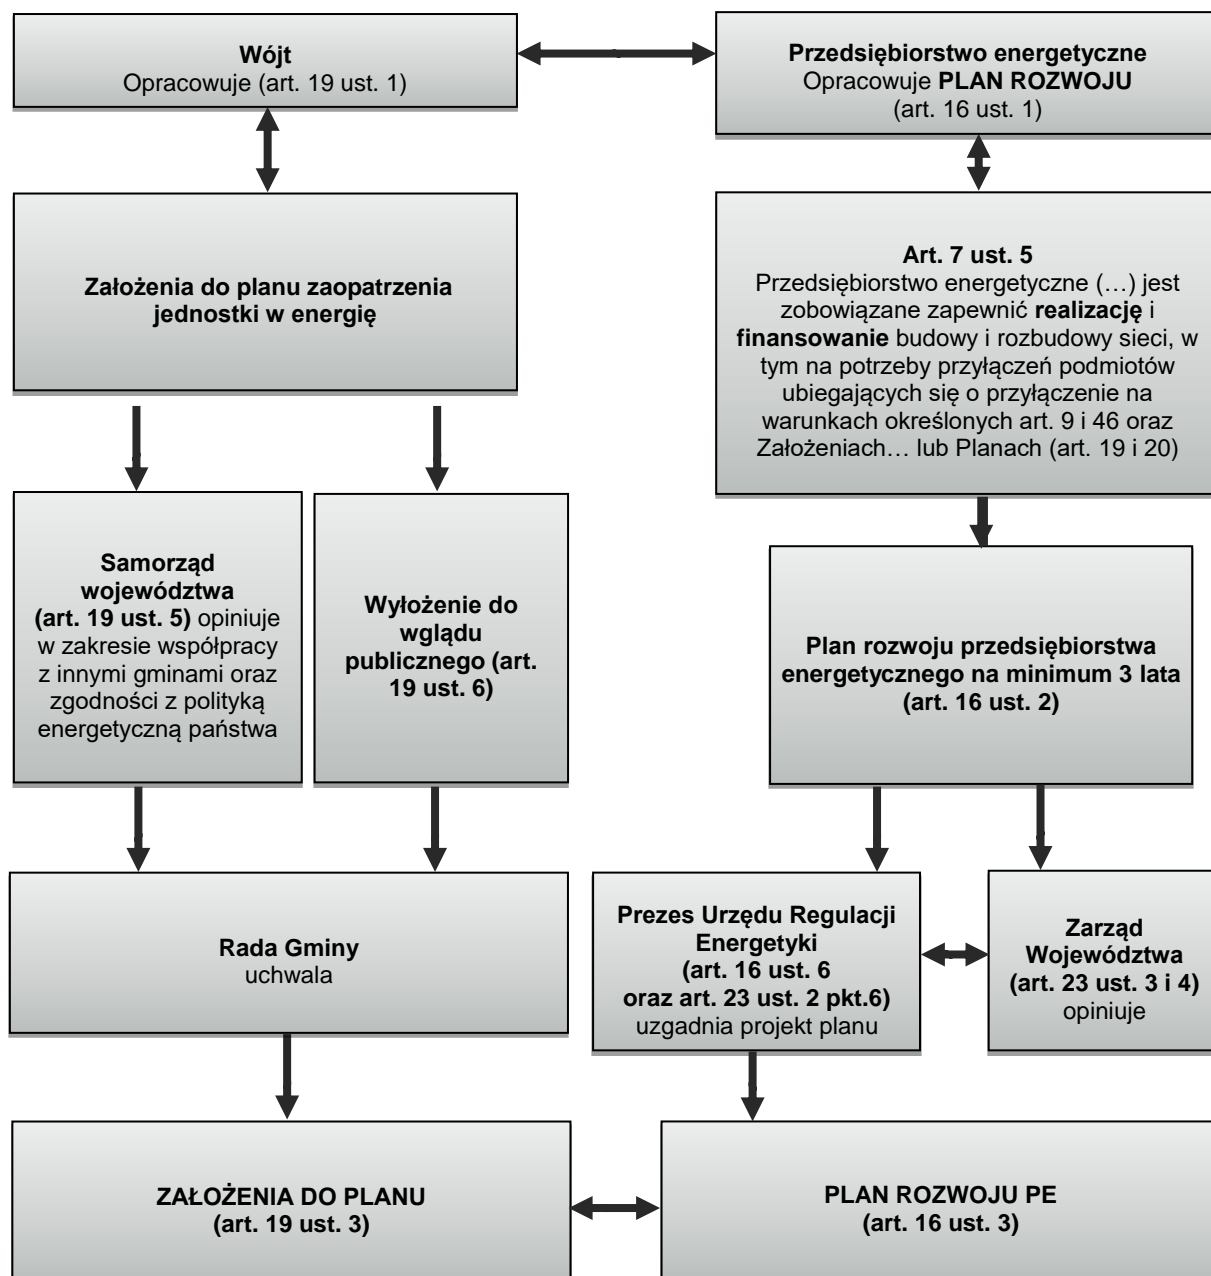 Wójt
Opracowuje (art. 19 ust. 1)
Przedsiębiorstwo energetyczne
Opracowuje PLAN ROZWOJU
(art. 16 ust. 1)
Założenia do planu zaopatrzenia
jednostki w energię
Art. 7 ust. 5
Przedsiębiorstwo energetyczne (…) jest
zobowiązane zapewnić realizację i
finansowanie budowy i rozbudowy sieci, w
tym na potrzeby przyłączeń podmiotów
ubiegających się o przyłączenie na
warunkach określonych art. 9 i 46 oraz
Założeniach… lub Planach (art. 19 i 20)
Samorząd
województwa
(art. 19 ust. 5) opiniuje
w zakresie współpracy
z innymi gminami oraz
zgodności z polityką
energetyczną państwa
Wyłożenie do
wglądu
publicznego (art.
19 ust. 6)
Plan rozwoju przedsiębiorstwa
energetycznego na minimum 3 lata
(art. 16 ust. 2)
Rada Gminy
uchwala
Prezes Urzędu Regulacji
Energetyki
(art. 16 ust. 6
oraz art. 23 ust. 2 pkt.6)
uzgadnia projekt planu
Zarząd
Województwa
(art. 23 ust. 3 i 4)
opiniuje
ZAŁOŻENIA DO PLANU
(art. 19 ust. 3)
PLAN ROZWOJU PE
(art. 16 ust. 3)